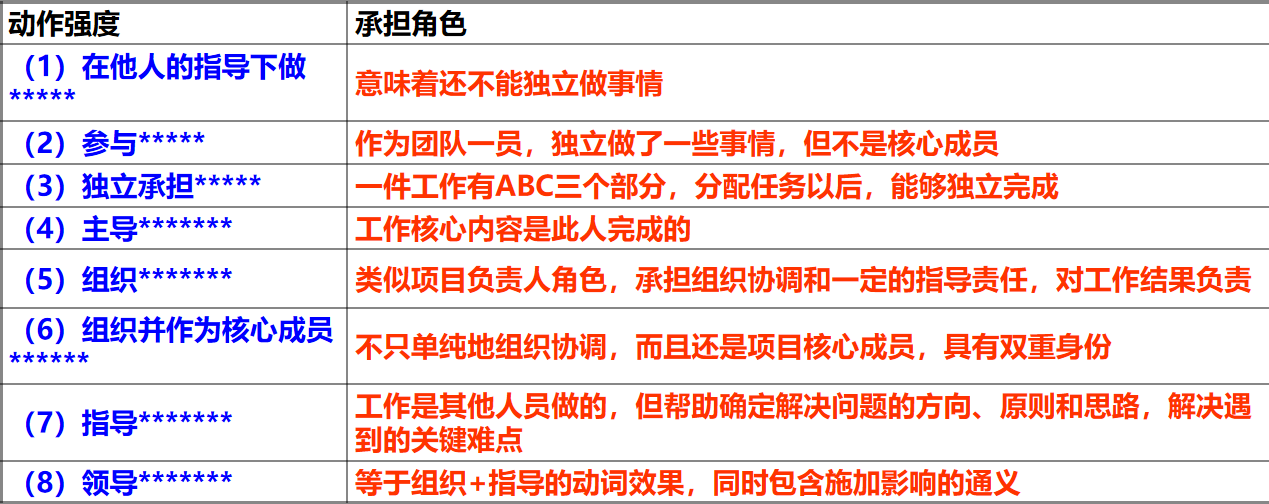 动作强度
承担角色
（1）在他人的指导下做
*****
意味着还不能独立做事情
（2）参与*****
作为团队一员，独立做了一些事情，但不是核心成员
（3）独立承担*****
一件工作有ABC三个部分，分配任务以后，能够独立完成
（4）主导*******
工作核心内容是此人完成的
（5）组织*******
类似项目负责人角色，承担组织协调和一定的指导责任，对工作结果负责
（6）组织并作为核心成员
******
不只单纯地组织协调，而且还是项目核心成员，具有双重身份
（7）指导*******
工作是其他人员做的，但帮助确定解决问题的方向、原则和思路，解决遇
到的关键难点
（8）领导*******
等于组织+指导的动词效果，同时包含施加影响的通义